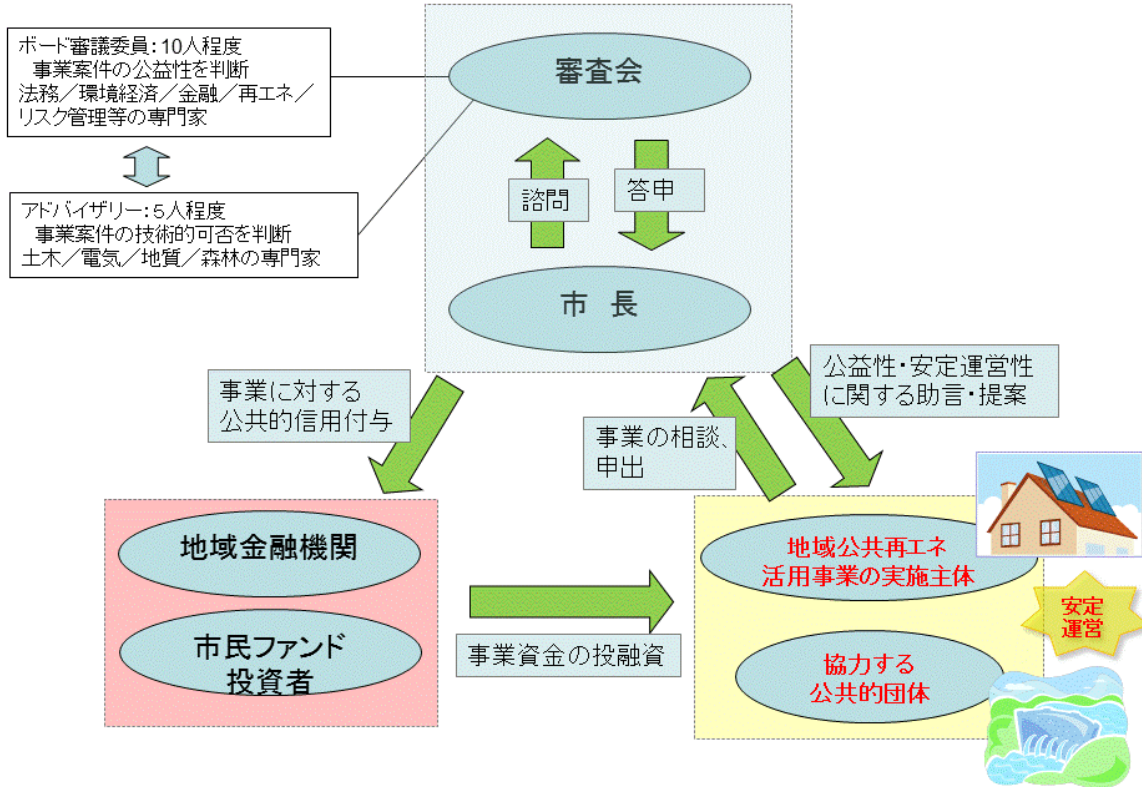 ボード審議委員：10人程度
事業案件の公益性を判断
法務／環境経済／金融／再エネ／
リスク管理等の専門家
アドバイザリー：５人程度
事業案件の技術的可否を判断
土木／電気／地質／森林の専門家
審査会
諮問
答申
市　長
事業に対する
公共的信用付与
事業の相談、
申出
公益性・安定運営性
に関する助言・提案
地域金融機関
市民ファンド
投資者
事業資金の投融資
地域公共再エネ
活用事業の実施主体
協力する
公共的団体
安定
運営